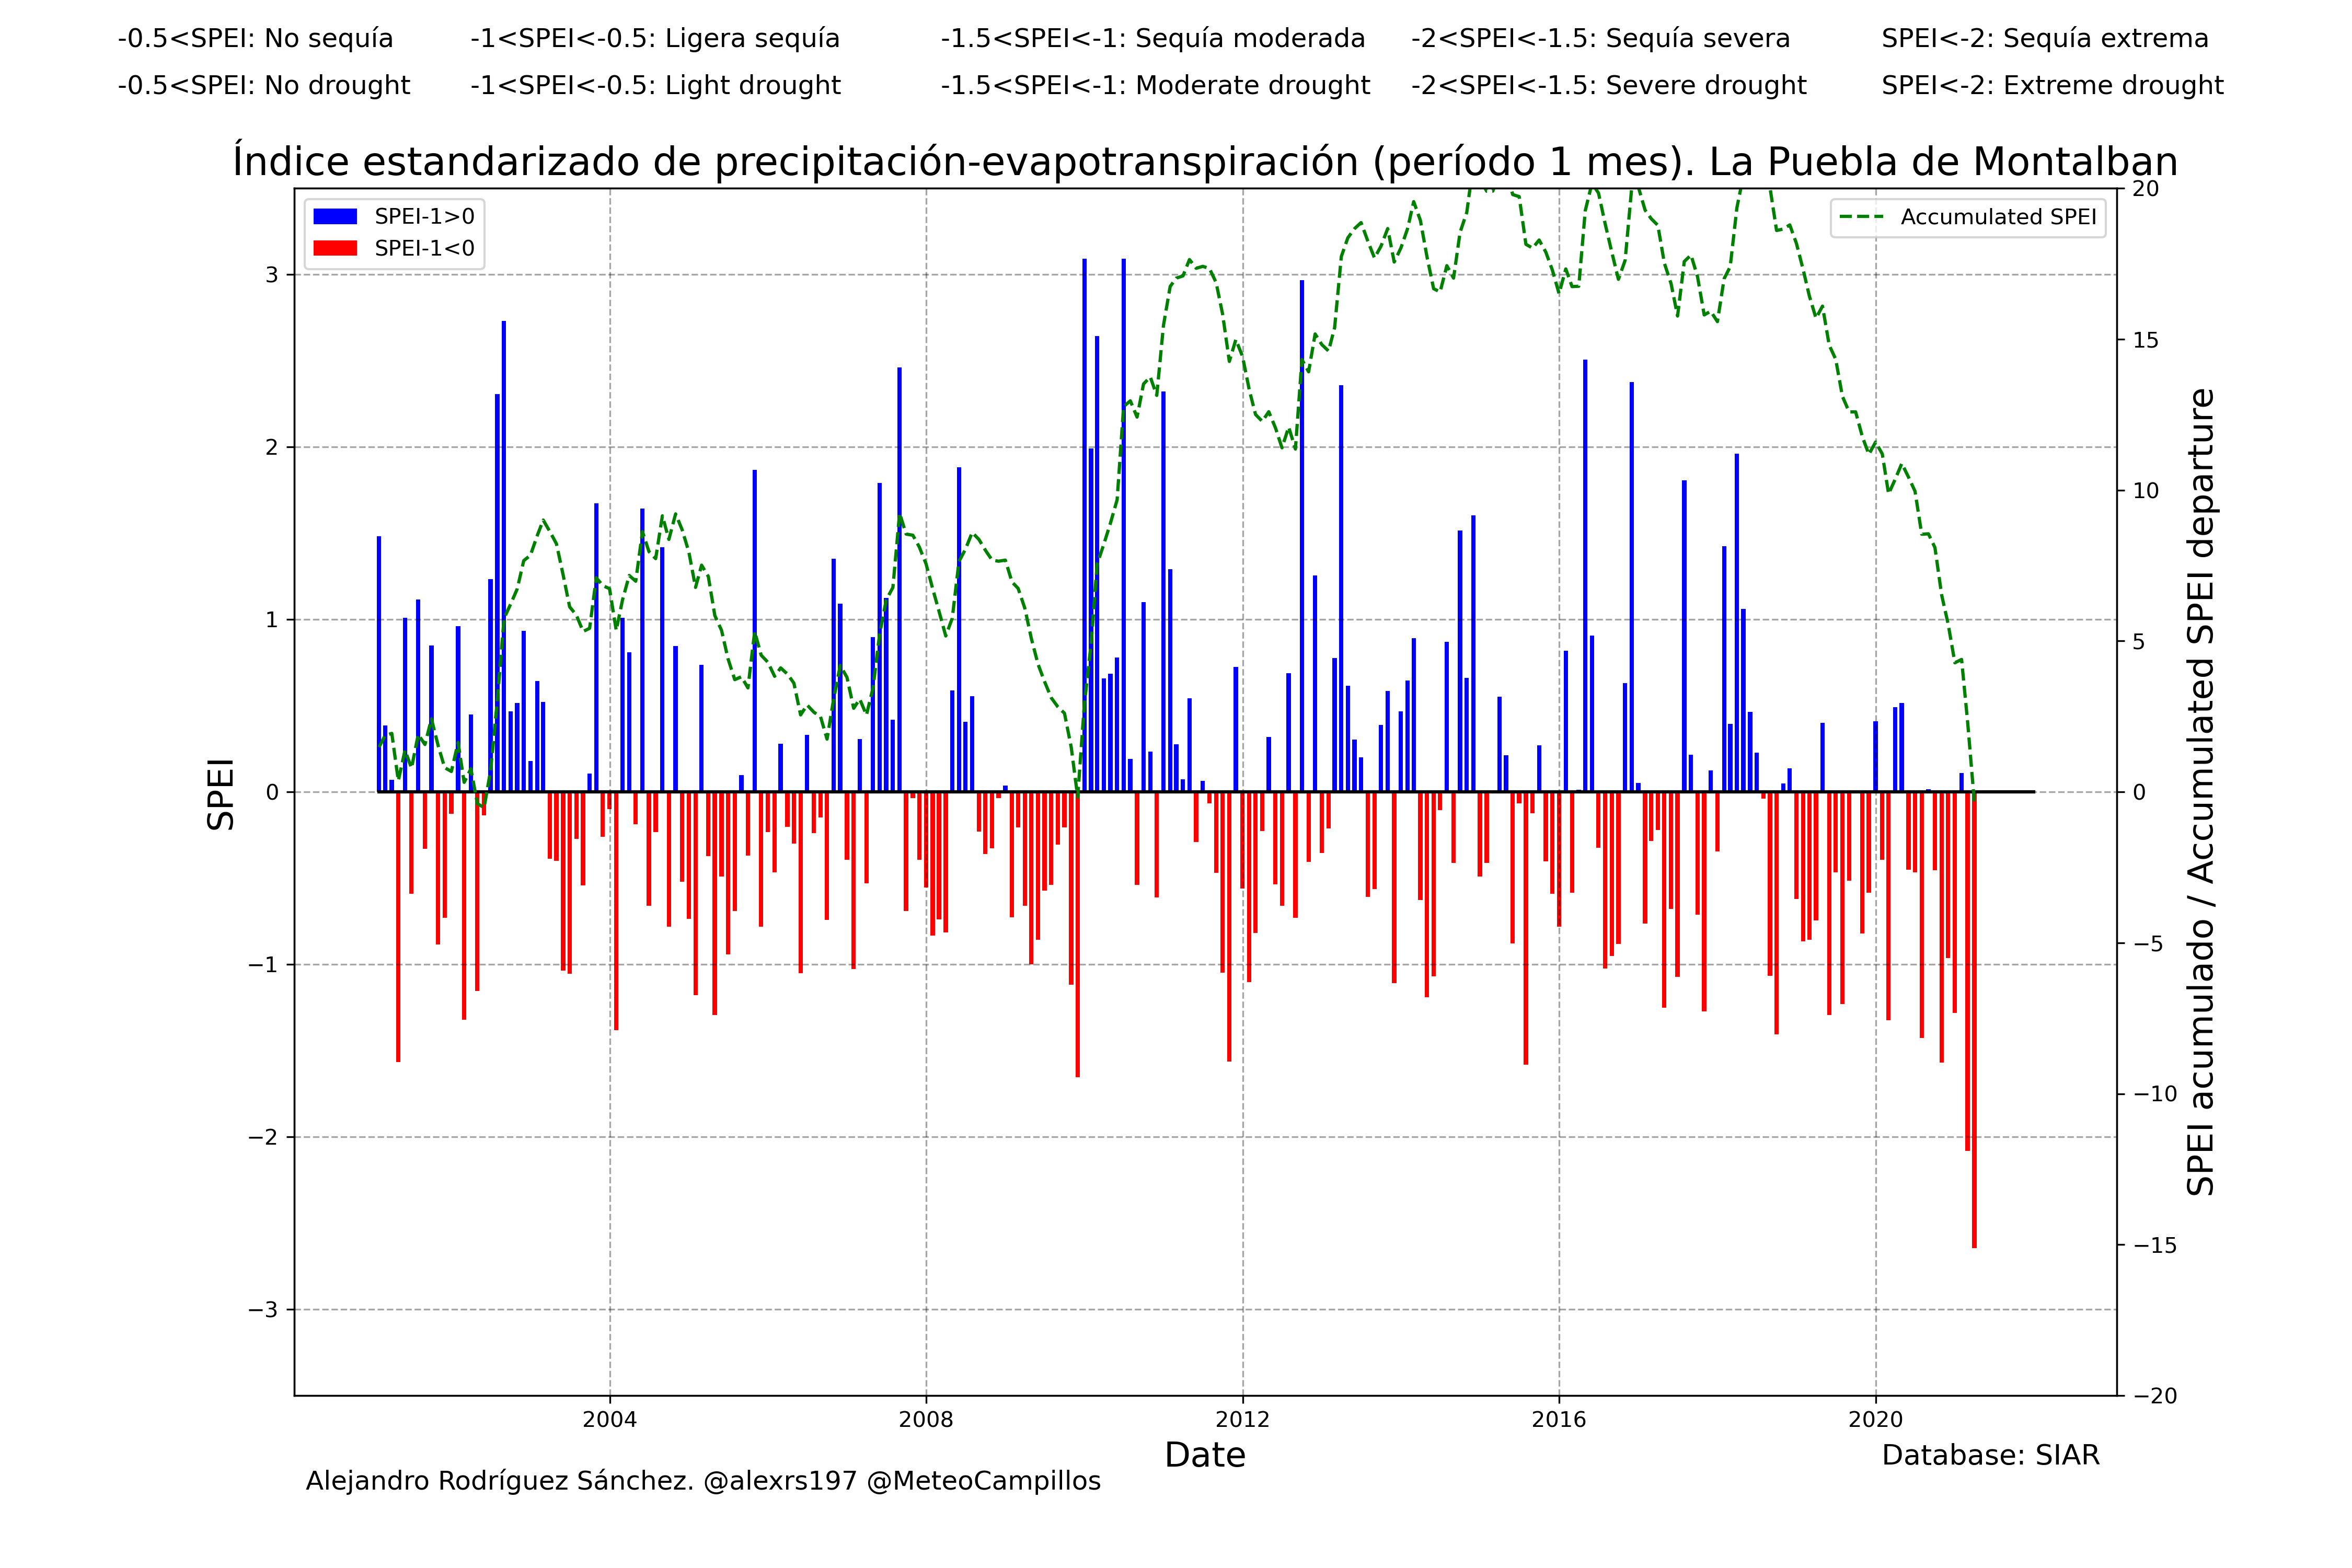 -0.5<SPEI: No sequía -1<SPEI<-0.5: Ligera sequía -1.5<SPEI<-1: Sequía moderada -2<SPEI<-1.5: Sequía severa SPEI<-2: Sequía extrema
-0.5<SPEI: No drought -1<SPEI<-0.5: Light drought -1.5<SPEI<-1: Moderate drought -2<SPEI<-1.5: Severe drought SPEI<-2: Extreme drought
Índice estandarizado de precipitación-evapotranspiración (período 1 mes). La Puebla de Montalban
SPEI-1>0
SPEI-1<0
Accumulated SPEI
SPEI
3
2
1
0
−1
−2
−3
20
15
10
5
0
−5
−10
−15
−20
SPEI acumulado / Accumulated SPEI departure
2004 2008 2012 2016 2020
Date
Database: SIAR
Alejandro Rodríguez Sánchez. @alexrs197 @MeteoCampillos